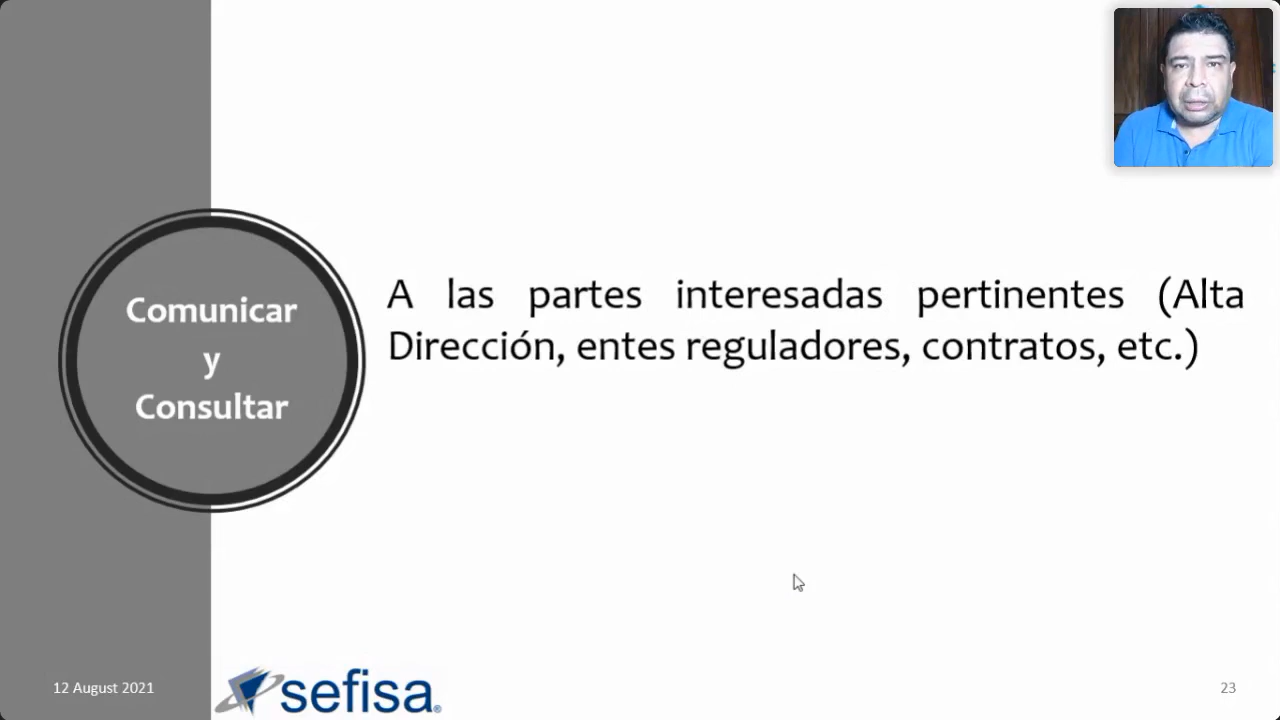 Comunicar
y
Consultar
A las partes interesadas pertinentes (Alta
Dirección, entes reguladores, contratos, etc.)
12 August 2021
sefisa®
23